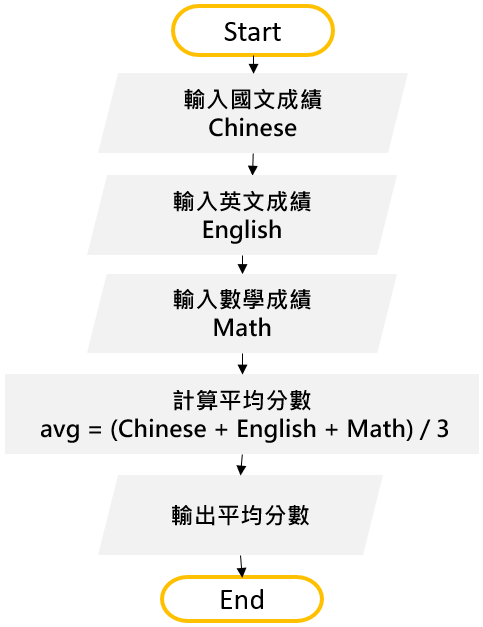 Start
輸入國文成績
Chinese
輸入英文成績
English
輸入數學成績
Math
計算平均分數
avg = (Chinese + English + Math) / 3
輸出平均分數
End